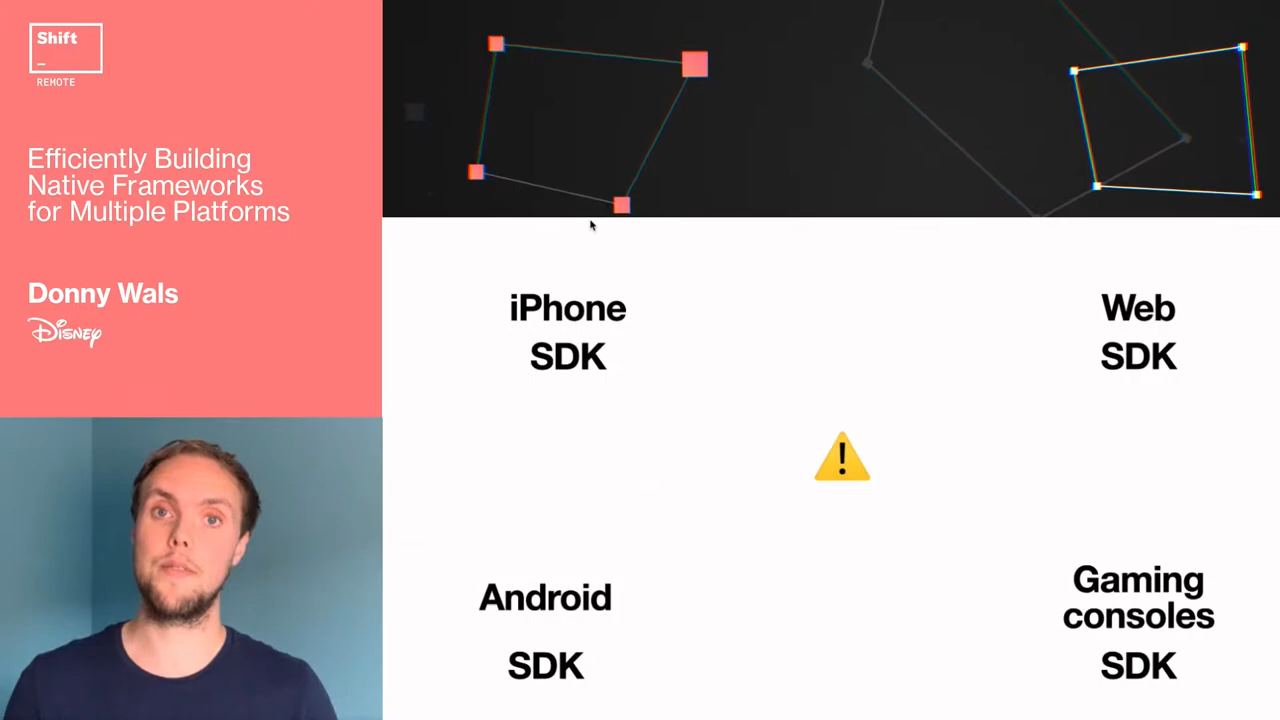 Shift
_
REMOTE
Efficiently Building
Native Frameworks
for Multiple Platforms
Donny Wals
Disney
iPhone
SDK
Web
SDK
Android
SDK
Gaming
consoles
SDK